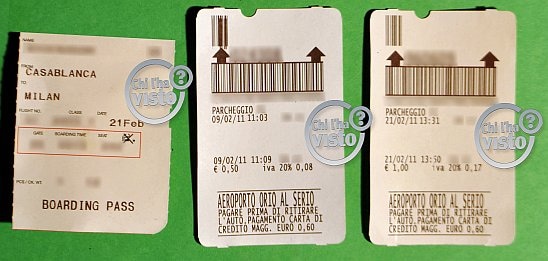 NAME
FROM
CASABLANCA
TO
MILAN
FLIGHT NO. CLASS DATE
21Feb
GATE BOARDING TIME SEAT
PCS/CK. WT.
BOARDING PASS
Chi l'ha
visto?
PARCHEGGIO
09/02/11 11:03
09/02/11 11:09
€ 0,50 iva 20% 0,08
AEROPORTO ORIO AL SERIO
PAGARE PRIMA DI RITIRARE
L'AUTO.PAGAMENTO CARTA DI
CREDITO MAGG. EURO 0,60
Chi l'ha
visto?
PARCHEGGIO
21/02/11 13:31
21/02/11 13:50
€ 1,00 iva 20% 0,17
AEROPORTO ORIO AL SERIO
PAGARE PRIMA DI RITIRARE
L'AUTO.PAGAMENTO CARTA DI
CREDITO MAGG. EURO 0,60
Chi l'ha
visto?